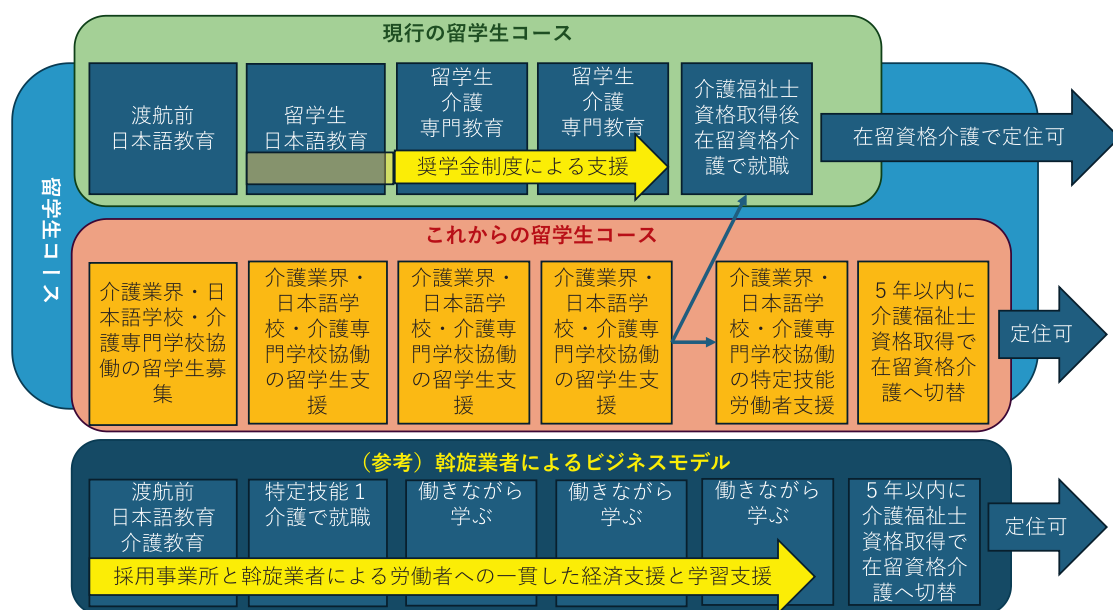 留学生コース
現行の留学生コース
渡航前
日本語教育
留学生
日本語教育
留学生
介護
専門教育
留学生
介護
専門教育
介護福祉士
資格取得後
在留資格介
護で就職
奨学金制度による支援
在留資格介護で定住可
これからの留学生コース
介護業界・日
本語学校・介
護専門学校協
働の留学生募
集
介護業界・
日本語学
校・介護専
門学校協働
の留学生支
援
介護業界・
日本語学
校・介護専
門学校協働
の留学生支
援
介護業界・
日本語学
校・介護専
門学校協働
の留学生支
援
介護業界・
日本語学
校・介護専
門学校協働
の特定技能
労働者支援
5年以内に
介護福祉士
資格取得で
在留資格介
護へ切替
定住可
（参考）斡旋業者によるビジネスモデル
渡航前
日本語教育
介護教育
特定技能１
介護で就職
働きながら
学ぶ
働きながら
学ぶ
働きながら
学ぶ
5年以内に
介護福祉士
資格取得で
在留資格介
護へ切替
採用事業所と斡旋業者による労働者への一貫した経済支援と学習支援
定住可